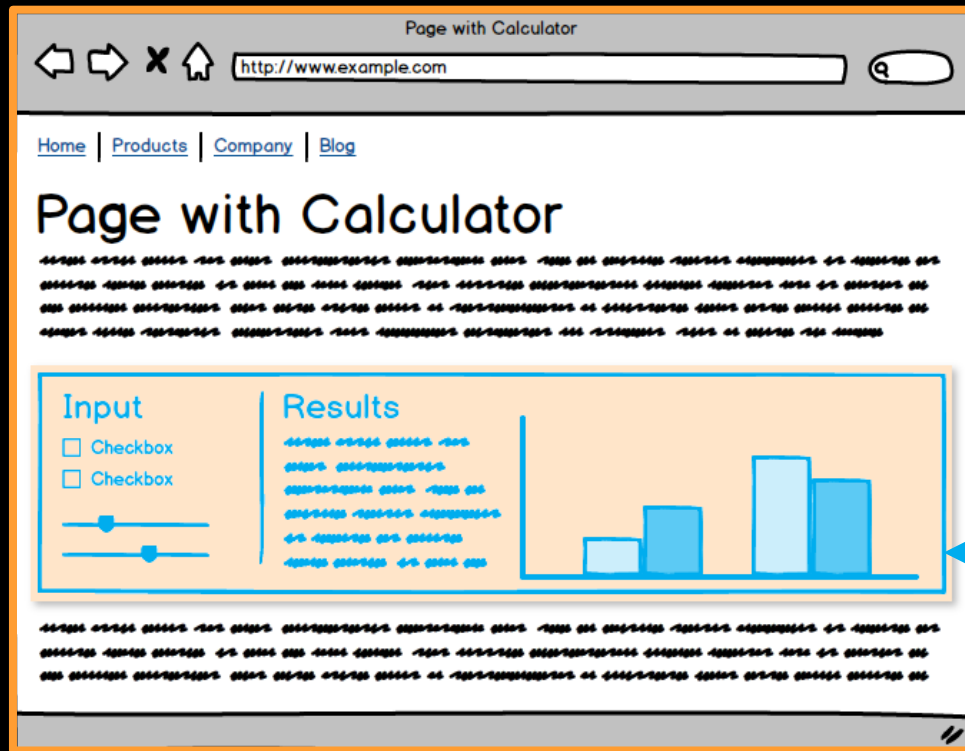 Page with Calculator
http://www.example.com
Home Products Company Blog
Page with Calculator
Input
Checkbox
Checkbox
Results